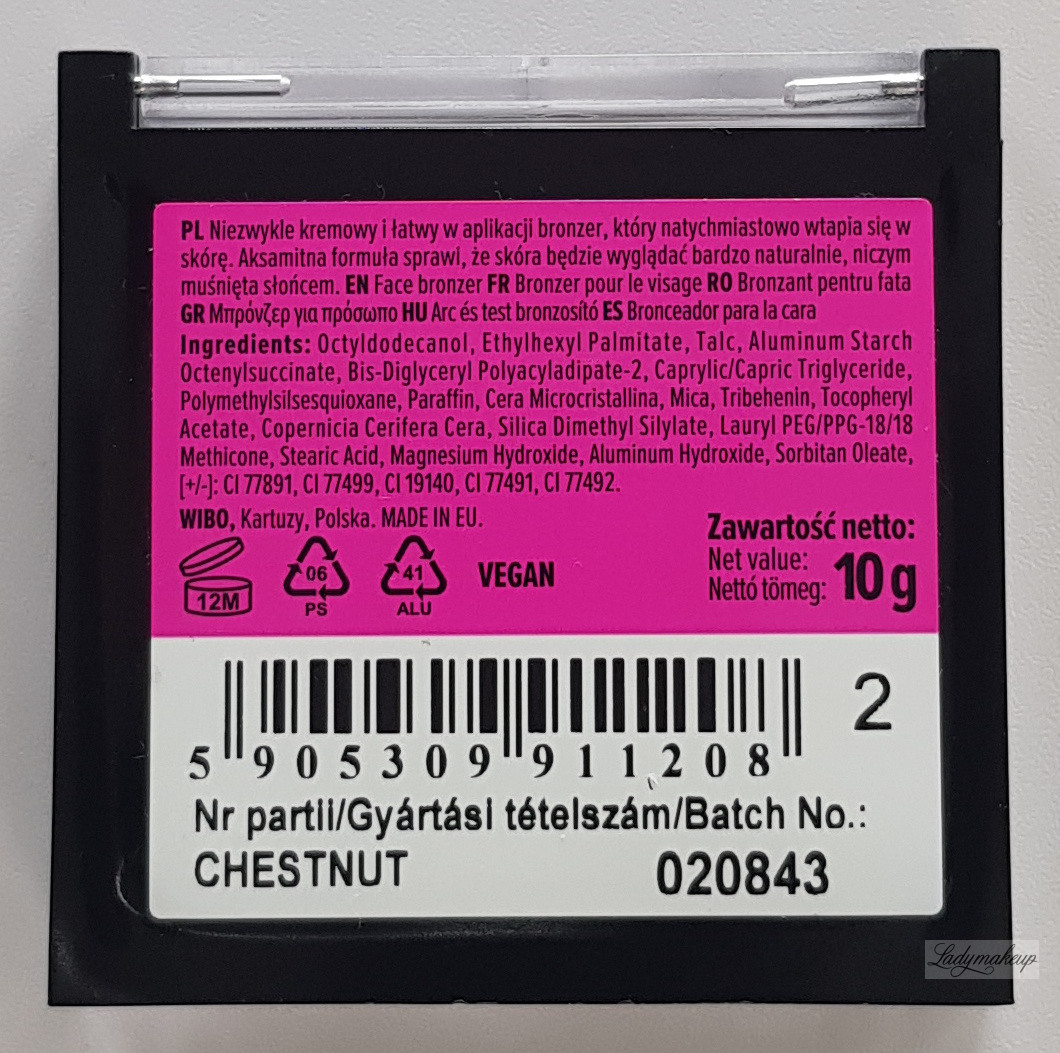 PL Niezwykle kremowy i łatwy w aplikacji bronzer, który natychmiastowo wtapia się w
skórę. Aksamitna formuła sprawi, że skóra będzie wyglądać bardzo naturalnie, niczym
muśnięta słońcem. EN Face bronzer FR Bronzer pour le visage RO Bronzant pentru fata
GR Μπρόνζερ για πρόσωπο HU Arc és test bronzosító ES Bronceador para la cara
Ingredients: Octyldodecanol, Ethylhexyl Palmitate, Talc, Aluminum Starch
Octenylsuccinate, Bis-Diglyceryl Polyacyladipate-2, Caprylic/Capric Triglyceride,
Polymethylsilsesquioxane, Paraffin, Cera Microcristallina, Mica, Tribehenin, Tocopheryl
Acetate, Copernicia Cerifera Cera, Silica Dimethyl Silylate, Lauryl PEG/PPG-18/18
Methicone, Stearic Acid, Magnesium Hydroxide, Aluminum Hydroxide, Sorbitan Oleate,
[+/-]: CI 77891, CI 77499, CI 19140, CI 77491, CI 77492.
WIBO, Kartuzy, Polska. MADE IN EU.
12M
06
PS
41
ALU
VEGAN
Zawartość netto:
Net value:
Nettó tömeg:
10 g
5 905309 911208
2
Nr partii/Gyártási tételszám/Batch No.:
CHESTNUT 020843
Ladymakeup